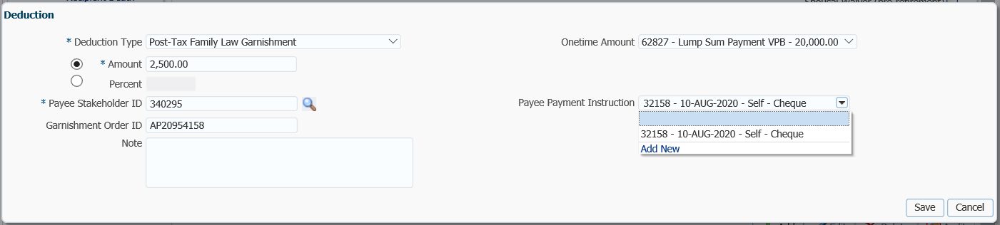 Deduction
* Deduction Type Post-Tax Family Law Garnishment
Onetime Amount 62827 - Lump Sum Payment VPB - 20,000.00
* Amount 2,500.00
Percent
* Payee Stakeholder ID 340295
Payee Payment Instruction 32158 - 10-AUG-2020 - Self - Cheque
32158 - 10-AUG-2020 - Self - Cheque
Add New
Garnishment Order ID AP20954158
Note
Save Cancel